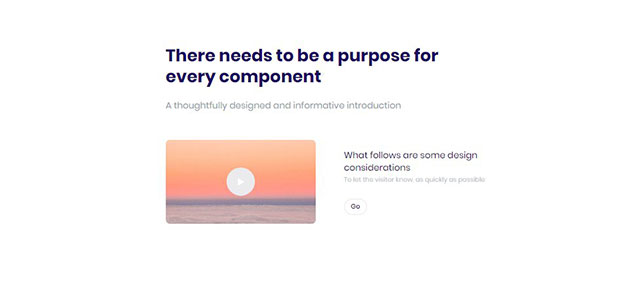 There needs to be a purpose for
every component
A thoughtfully designed and informative introduction
What follows are some design
considerations
To let the visitor know, as quickly as possible
Go